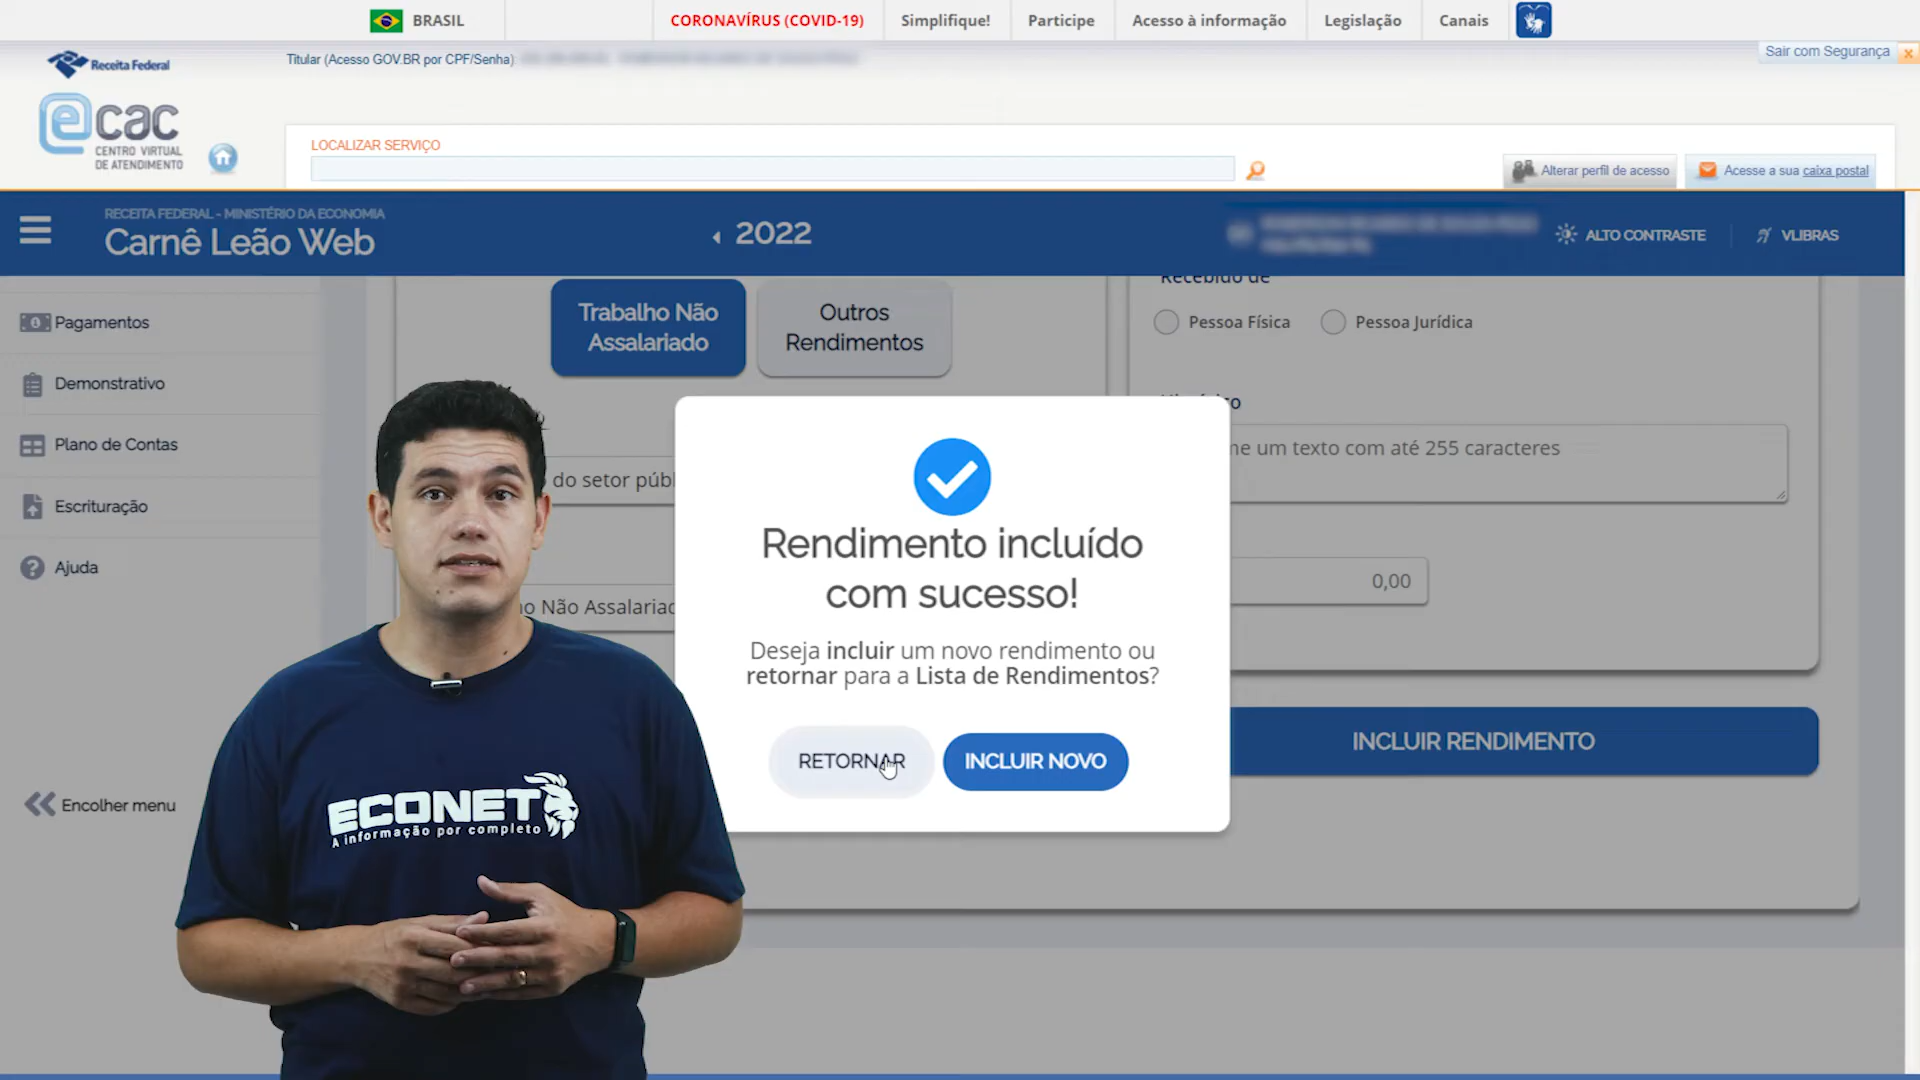 BRASIL
CORONAVÍRUS (COVID-19)
Simplifique!
Participe
Acesso à informação
Legislação
Canais
Receita Federal
Titular (Acesso GOV.BR por CPF/Senha)
Sair com Segurança
ecac
CENTRO VIRTUAL
DE ATENDIMENTO
LOCALIZAR SERVIÇO
Alterar perfil de acesso
Acesse a sua caixa postal
RECEITA FEDERAL - MINISTÉRIO DA ECONOMIA
Carnê Leão Web
2022
ALTO CONTRASTE
VLIBRAS
Pagamentos
Demonstrativo
Plano de Contas
Escrituração
Ajuda
Encolher menu
Trabalho Não
Assalariado
Outros
Rendimentos
Recebido de
Pessoa Física
Pessoa Jurídica
um texto com até 255 caracteres
do setor
Não
0,00
INCLUIR RENDIMENTO
Rendimento incluído
com sucesso!
Deseja incluir um novo rendimento ou
retornar para a Lista de Rendimentos?
RETORNAR
INCLUIR NOVO
ECONET
A informação por completo